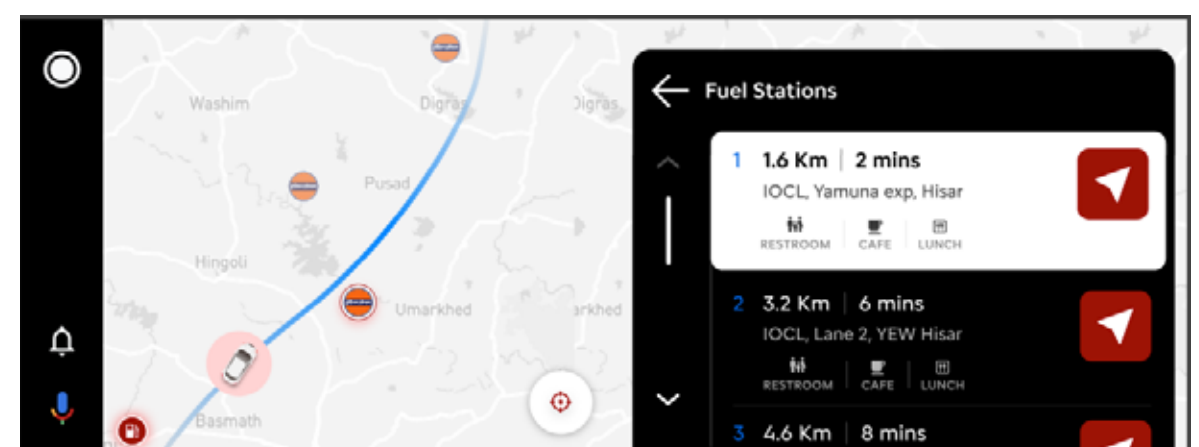 Washim
Digras
Digras
Pusad
Hingoli
Umarkhed
arkhed
Basmath
Fuel Stations
1 1.6 Km | 2 mins
IOCL, Yamuna exp, Hisar
RESTROOM | CAFE | LUNCH
2 3.2 Km | 6 mins
IOCL, Lane 2, YEW Hisar
RESTROOM | CAFE | LUNCH
3 4.6 Km | 8 mins